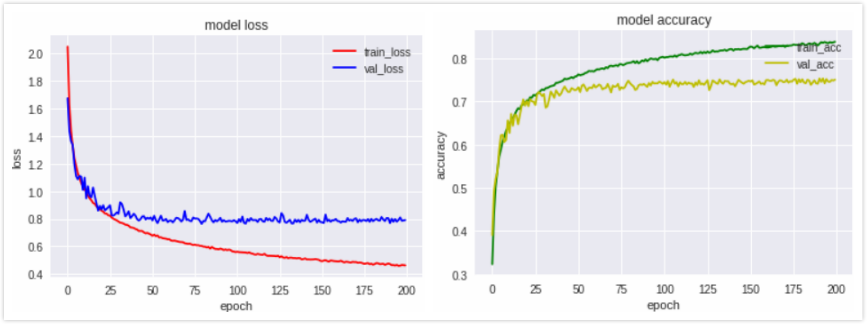 model loss
train_loss
val_loss
2.0
1.8
1.6
1.4
1.2
1.0
0.8
0.6
0.4
loss
0 25 50 75 100 125 150 175 200
epoch
model accuracy
train_acc
val_acc
0.8
0.7
0.6
0.5
0.4
0.3
accuracy
0 25 50 75 100 125 150 175 200
epoch